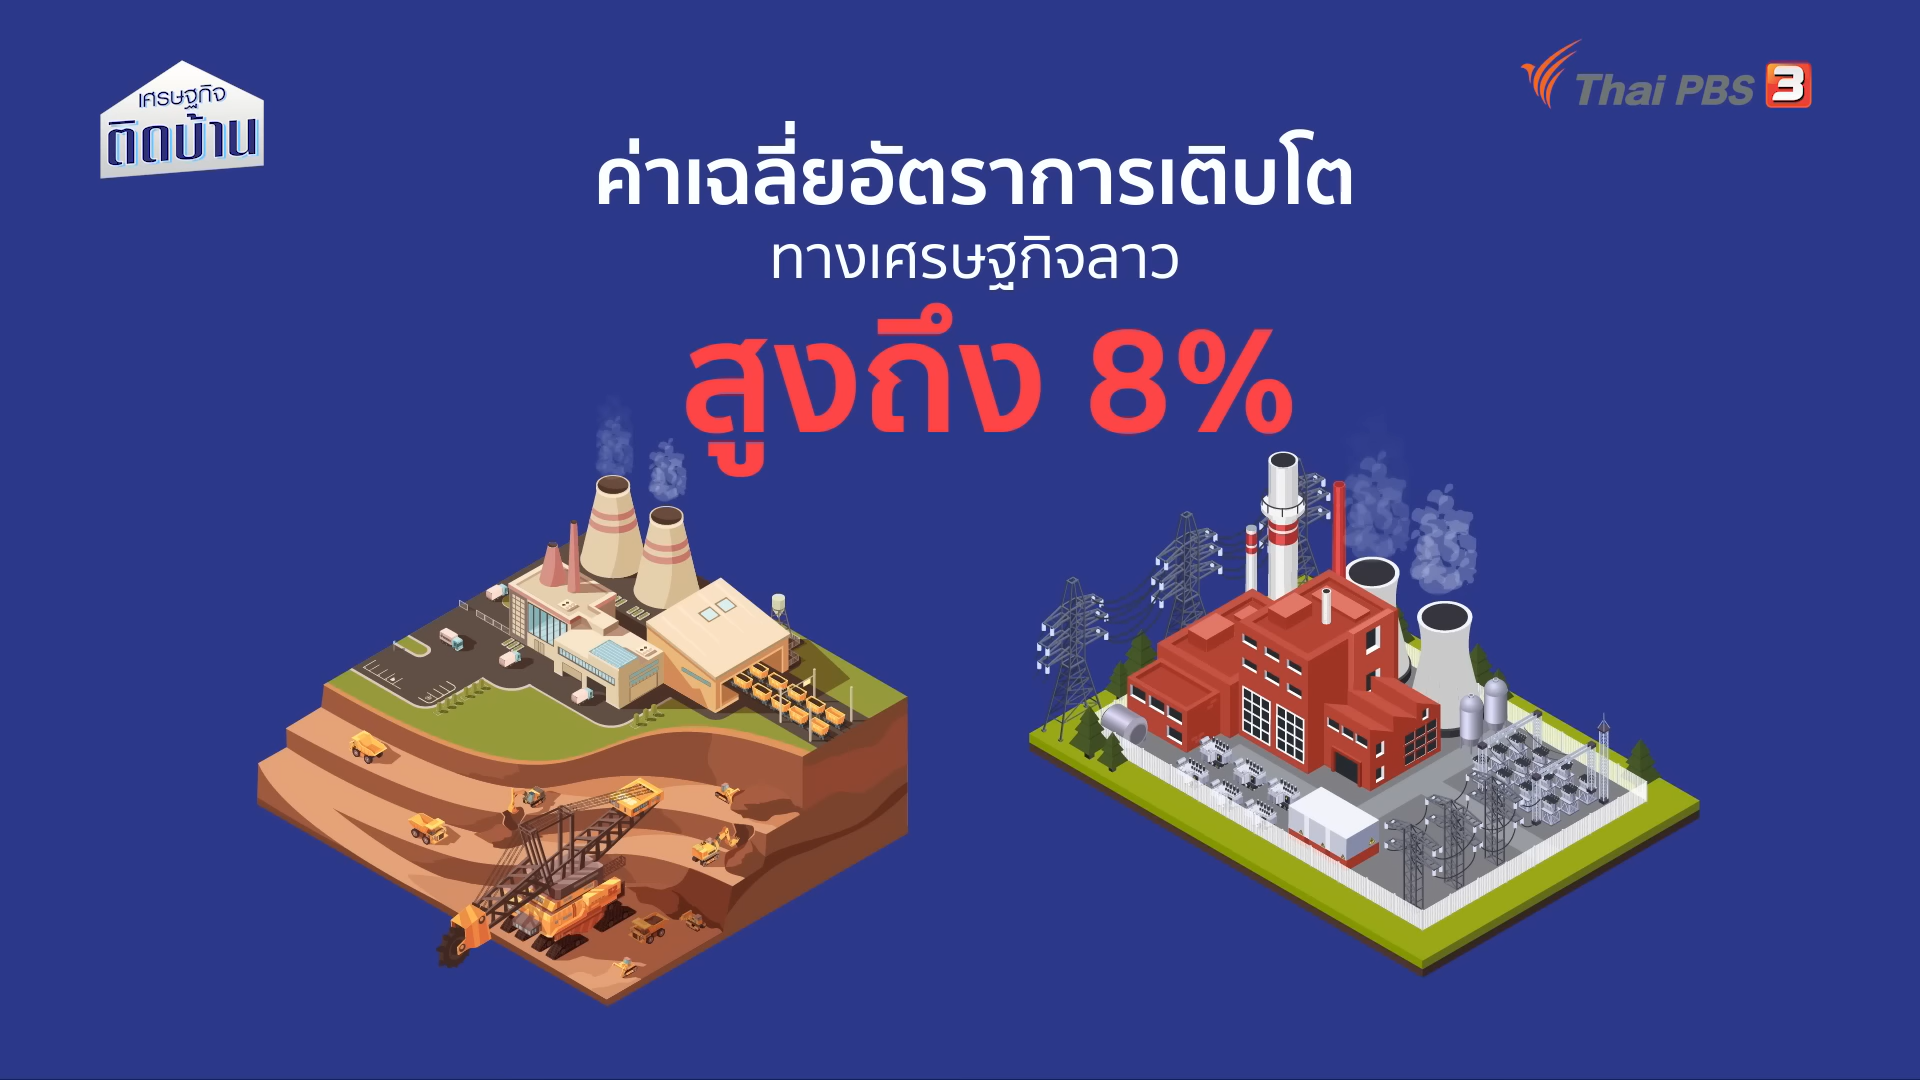 เศรษฐกิจ
ติดบ้าน
Thai PBS 3
ค่าเฉลี่ยอัตราการเติบโต
ทางเศรษฐกิจลาว
สูงถึง 8%